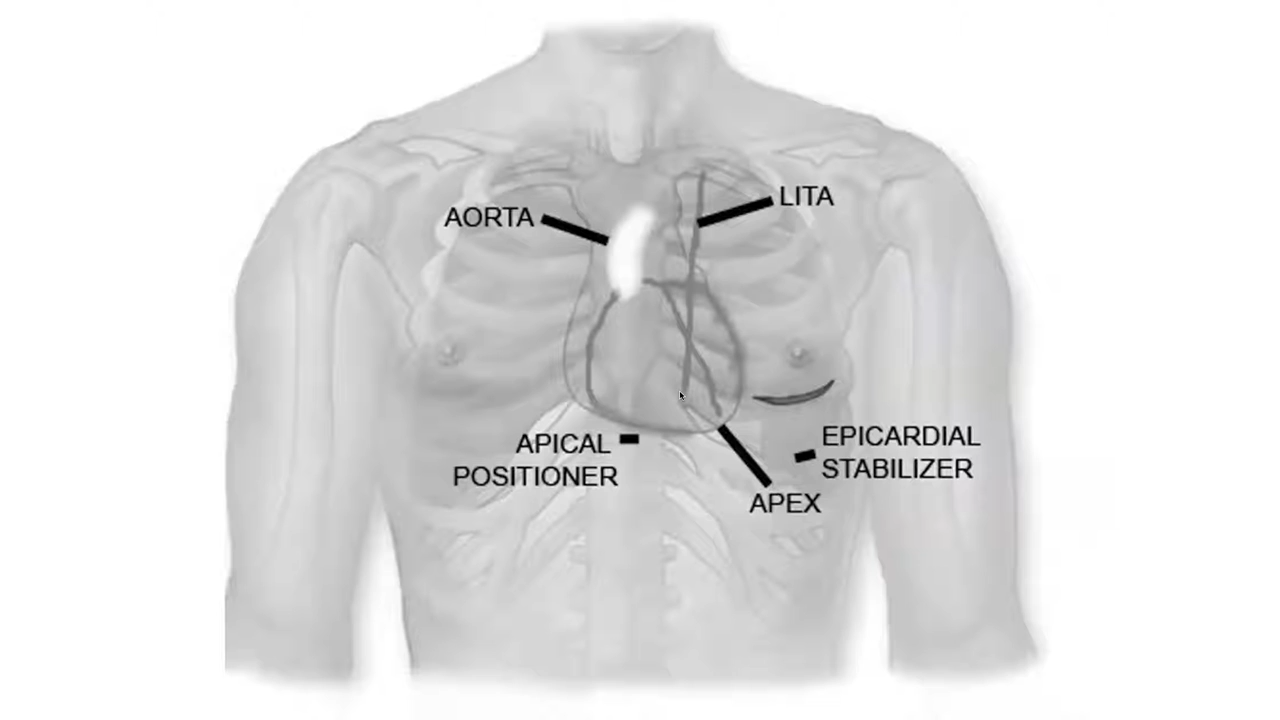 LITA
AORTA
APICAL
POSITIONER
EPICARDIAL
STABILIZER
APEX